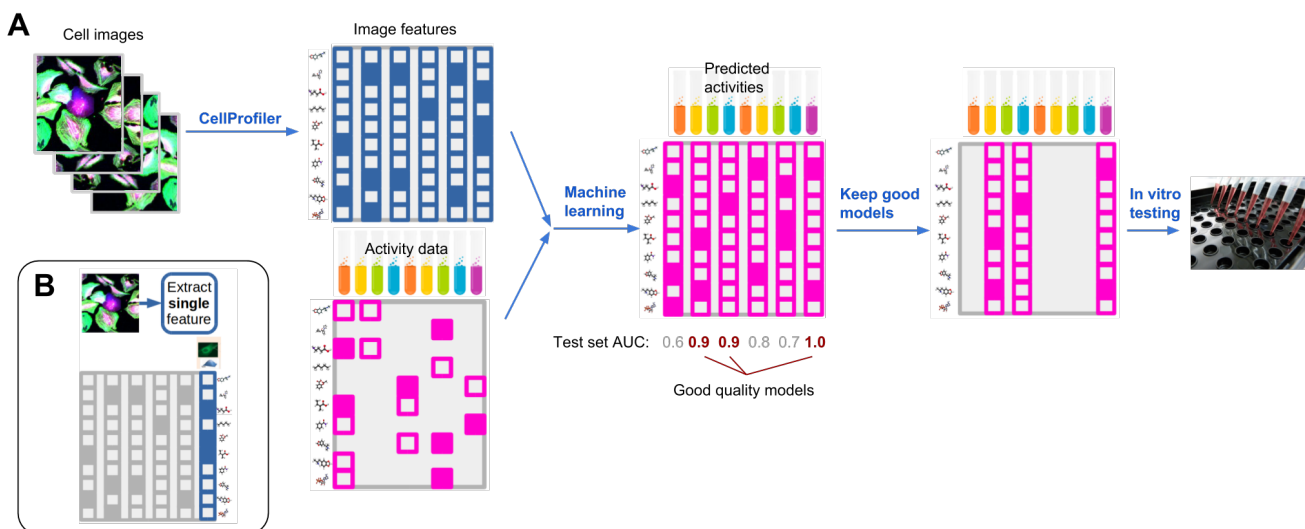 A
Cell images
CellProfiler
Image features
Activity data
Machine
learning
Predicted
activities
Test set AUC: 0.6 0.9 0.9 0.8 0.7 1.0
Good quality models
Keep good
models
In vitro
testing
B
Extract
single
feature